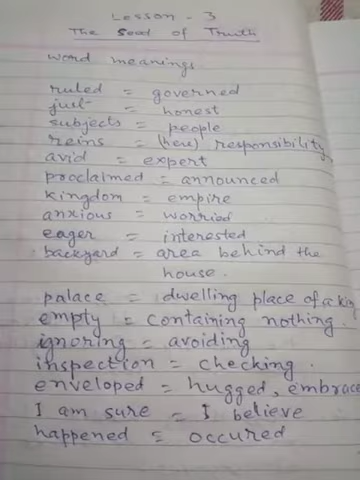 Lesson - 3
The Seed of Truth
word meanings
ruled = governed
just = honest
subjects = people
reins = (here) responsibility
avid = expert
proclaimed = announced
kingdom = empire
anxious = worried
eager = interested
backyard = area behind the
house.
palace = dwelling place of a king
empty = containing nothing.
ignoring = avoiding
inspection = checking.
enveloped = hugged, embrace
I am sure = I believe
happened = occured